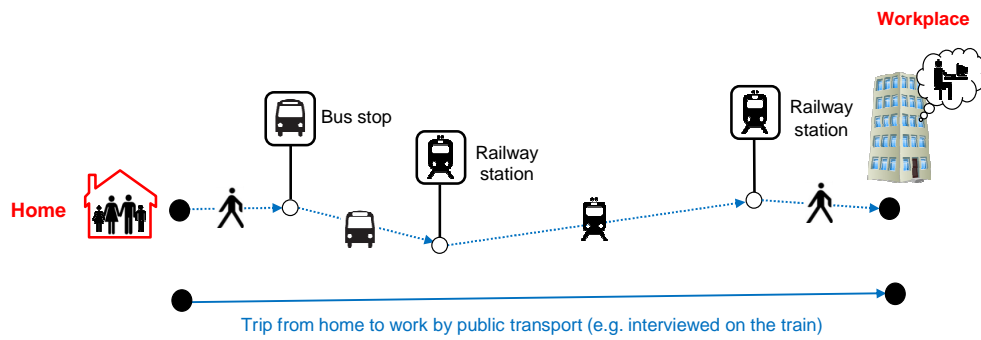 Workplace
Bus stop
Railway
station
Railway
station
Home
Trip from home to work by public transport (e.g. interviewed on the train)